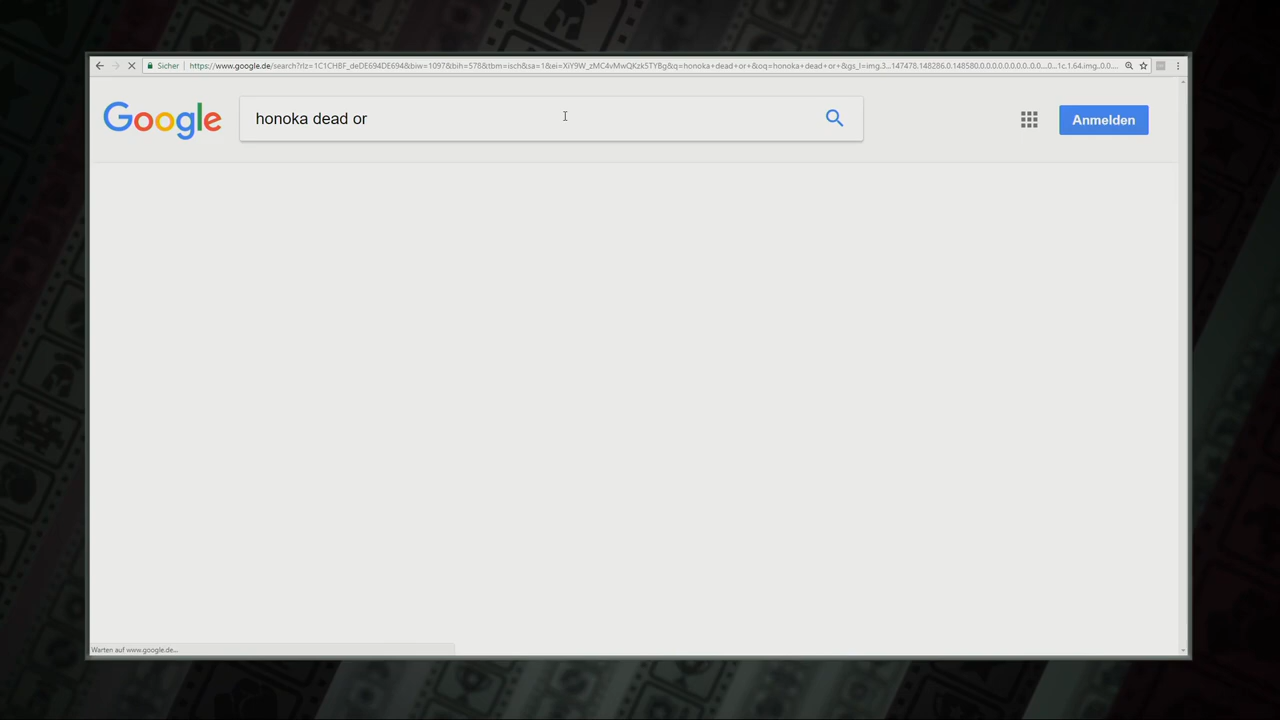 Sicher
https://www.google.de/search?rlz=1C1CHBF_deDE694DE694&biw=1097&bih=578&tbm=isch&sa=1&ei=XiY9W_zMC4vMwQKzk5TYBg&q=honoka+dead+or+&oq=honoka+dead+or+&gs_l=img.3...147478.148286.0.148580.0.0.0.0.0.0.0.0..0.0....0...1c.1.64.img..0.0....
Google
honoka dead or
Anmelden
Warten auf www.google.de...